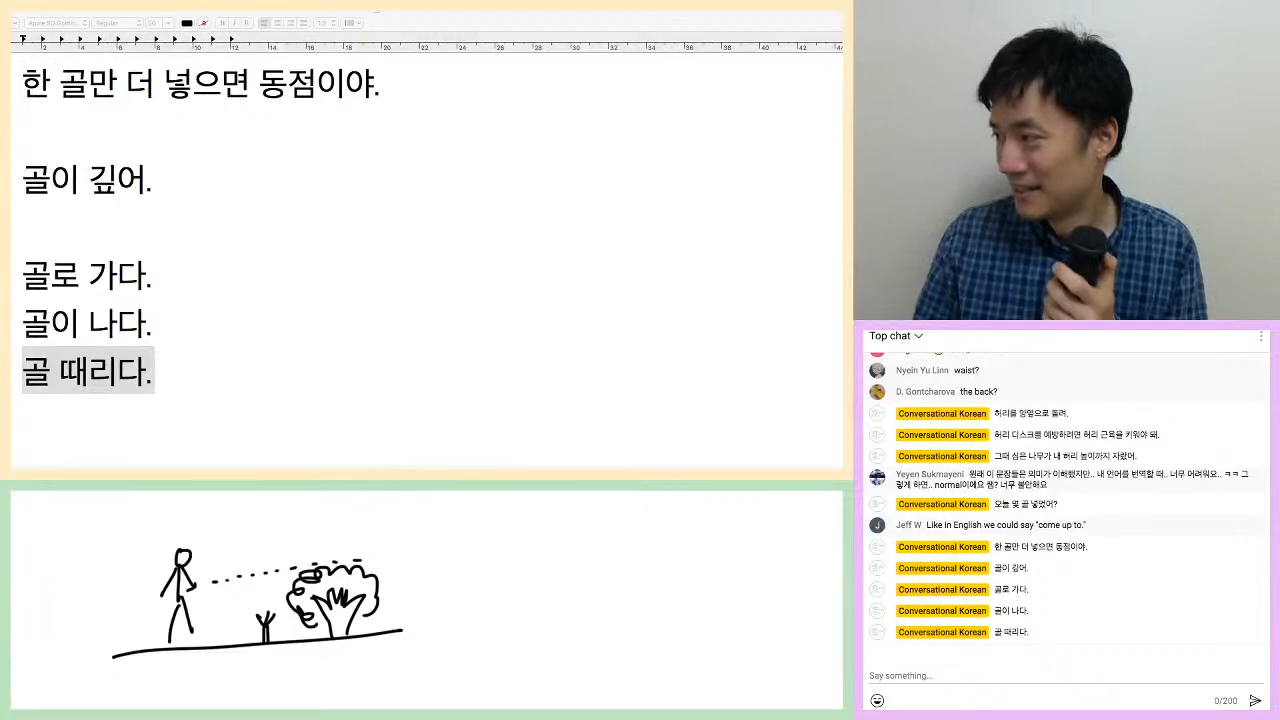 Regular
한 골만 더 넣으면 동점이야.
골이 깊어.
골로 가다.
골이 나다.
골 때리다.
Top chat
Nyein Yu Linn waist?
D. Gontcharova the back?
Conversational Korean 허리를 양옆으로 돌려.
Conversational Korean 허리 디스크를 예방하려면 허리 근육을 키워야 돼.
Conversational Korean 그때 심은 나무가 내 허리 높이까지 자랐어.
Yeyen Sukmayeni 원래 이 문장들은 의미가 이해했지만.. 내 언어를 번역할 때.. 너무 어려워요.. ㅋㅋ 그
렇게 하면.. normal이에요 쌤? 너무 불안해요
Conversational Korean 오늘 몇 골 넣었어?
J Jeff W Like in English we could say "come up to."
Conversational Korean 한 골만 더 넣으면 동점이야.
Conversational Korean 골이 깊어.
Conversational Korean 골로 가다.
Conversational Korean 골이 나다.
Conversational Korean 골 때리다.
Say something...
0/200